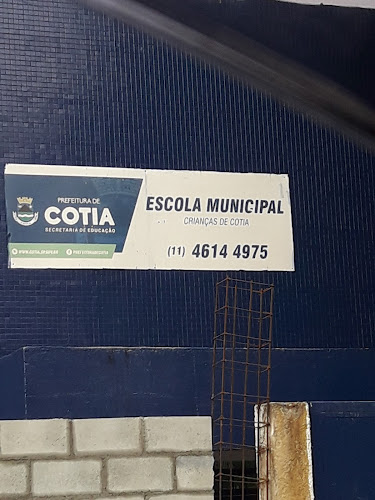 PREFEITURA DE
COTIA
SECRETARIA DE EDUCAÇÃO
ESCOLA MUNICIPAL
CRIANÇAS DE COTIA
(11) 4614 4975